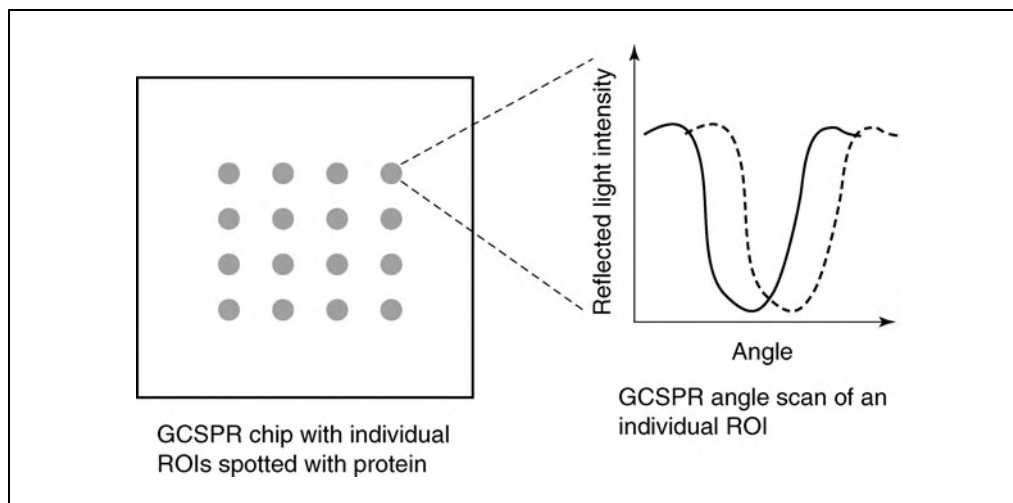 GCSPR chip with individual
ROIs spotted with protein
Reflected light intensity
Angle
GCSPR angle scan of an
individual ROI